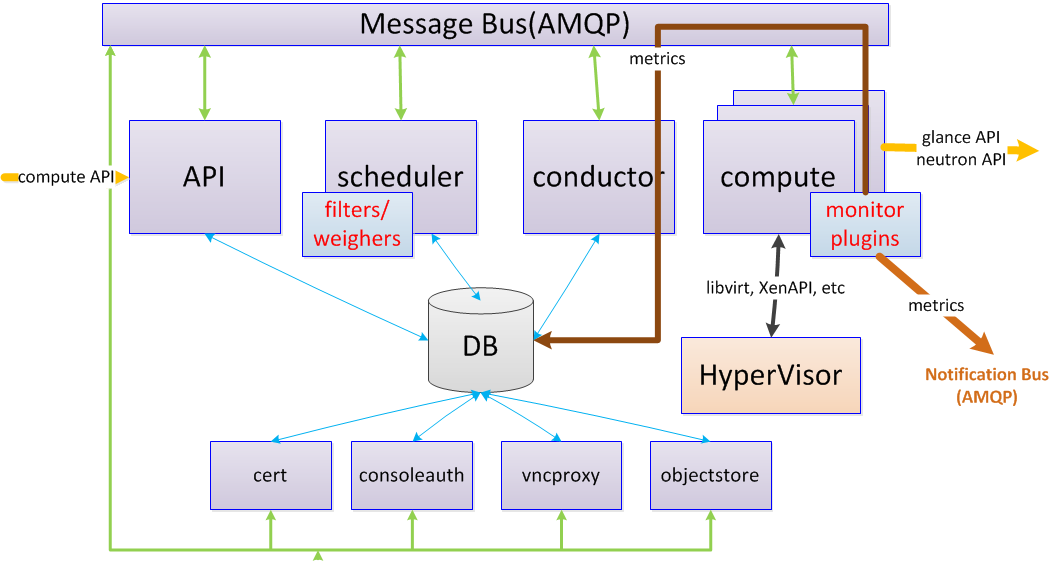 Message Bus(AMQP)
metrics
compute API
API
scheduler
filters/
weighers
conductor
compute
monitor
plugins
glance API
neutron API
libvirt, XenAPI, etc
metrics
DB
HyperVisor
Notification Bus
(AMQP)
cert
consoleauth
vncproxy
objectstore